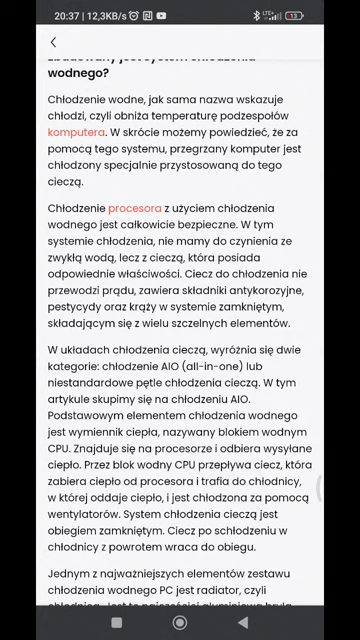 20:37 | 12,3KB/s
LTE+
13
wodnego?
Chłodzenie wodne, jak sama nazwa wskazuje
chłodzi, czyli obniża temperaturę podzespołów
komputera. W skrócie możemy powiedzieć, że za
pomocą tego systemu, przegrzany komputer jest
chłodzony specjalnie przystosowaną do tego
cieczą.
Chłodzenie procesora z użyciem chłodzenia
wodnego jest całkowicie bezpieczne. W tym
systemie chłodzenia, nie mamy do czynienia ze
zwykłą wodą, lecz z cieczą, która posiada
odpowiednie właściwości. Ciecz do chłodzenia nie
przewodzi prądu, zawiera składniki antykorozyjne,
pestycydy oraz krąży w systemie zamkniętym,
składającym się z wielu szczelnych elementów.
W układach chłodzenia cieczą, wyróżnia się dwie
kategorie: chłodzenie AIO (all-in-one) lub
niestandardowe pętle chłodzenia cieczą. W tym
artykule skupimy się na chłodzeniu AIO.
Podstawowym elementem chłodzenia wodnego
jest wymiennik ciepła, nazywany blokiem wodnym
CPU. Znajduje się na procesorze i odbiera wysyłane
ciepło. Przez blok wodny CPU przepływa ciecz, która
zabiera ciepło od procesora i trafia do chłodnicy,
w której oddaje ciepło, i jest chłodzona za pomocą
wentylatorów. System chłodzenia cieczą jest
obiegiem zamkniętym. Ciecz po schłodzeniu w
chłodnicy z powrotem wraca do obiegu.
Jednym z najważniejszych elementów zestawu
chłodzenia wodnego PC jest radiator, czyli